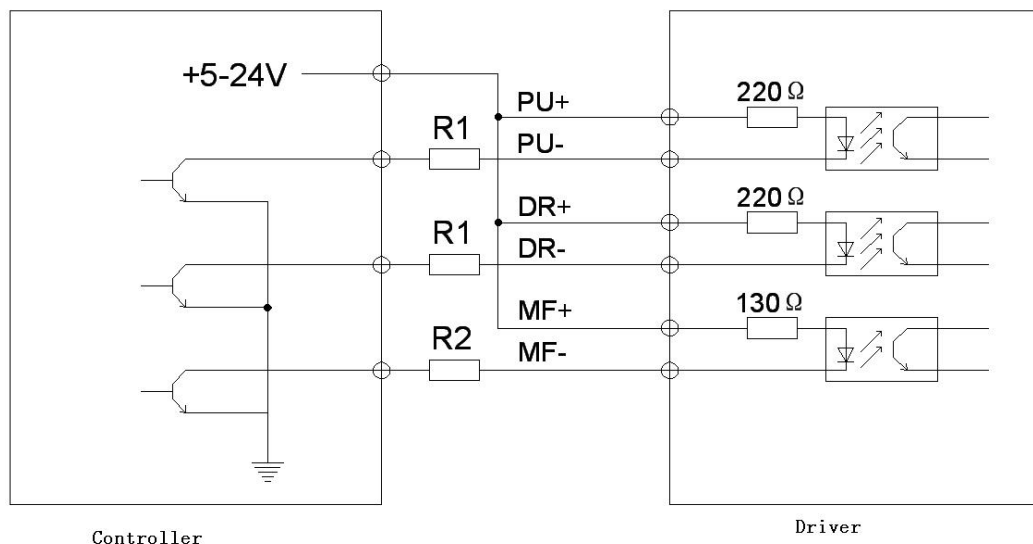 +5-24V
PU+
220Ω
R1
PU-
DR+
220Ω
R1
DR-
MF+
130Ω
R2
MF-
Controller
Driver